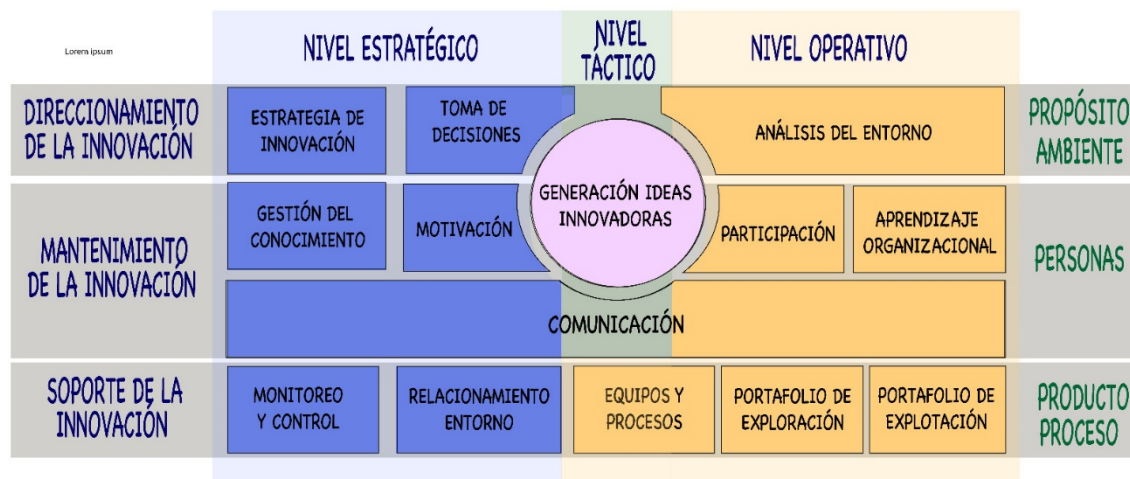 Lorem ipsum
NIVEL ESTRATÉGICO
NIVEL
TÁCTICO
NIVEL OPERATIVO
DIRECCIONAMIENTO
DE LA INNOVACIÓN
ESTRATEGIA DE
INNOVACIÓN
TOMA DE
DECISIONES
ANÁLISIS DEL ENTORNO
PROPÓSITO
AMBIENTE
GENERACIÓN IDEAS
INNOVADORAS
MANTENIMIENTO
DE LA INNOVACIÓN
GESTIÓN DEL
CONOCIMIENTO
MOTIVACIÓN
PARTICIPACIÓN
APRENDIZAJE
ORGANIZACIONAL
PERSONAS
COMUNICACIÓN
SOPORTE DE LA
INNOVACIÓN
MONITOREO
Y CONTROL
RELACIONAMIENTO
ENTORNO
EQUIPOS Y
PROCESOS
PORTAFOLIO DE
EXPLORACIÓN
PORTAFOLIO DE
EXPLOTACIÓN
PRODUCTO
PROCESO